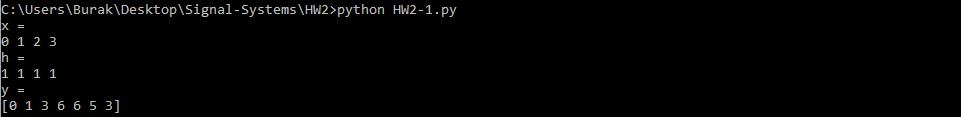 C:\Users\Burak\Desktop\Signal-Systems\HW2>python HW2-1.py
x =
0 1 2 3
h =
1 1 1 1
y =
[0 1 3 6 6 5 3]